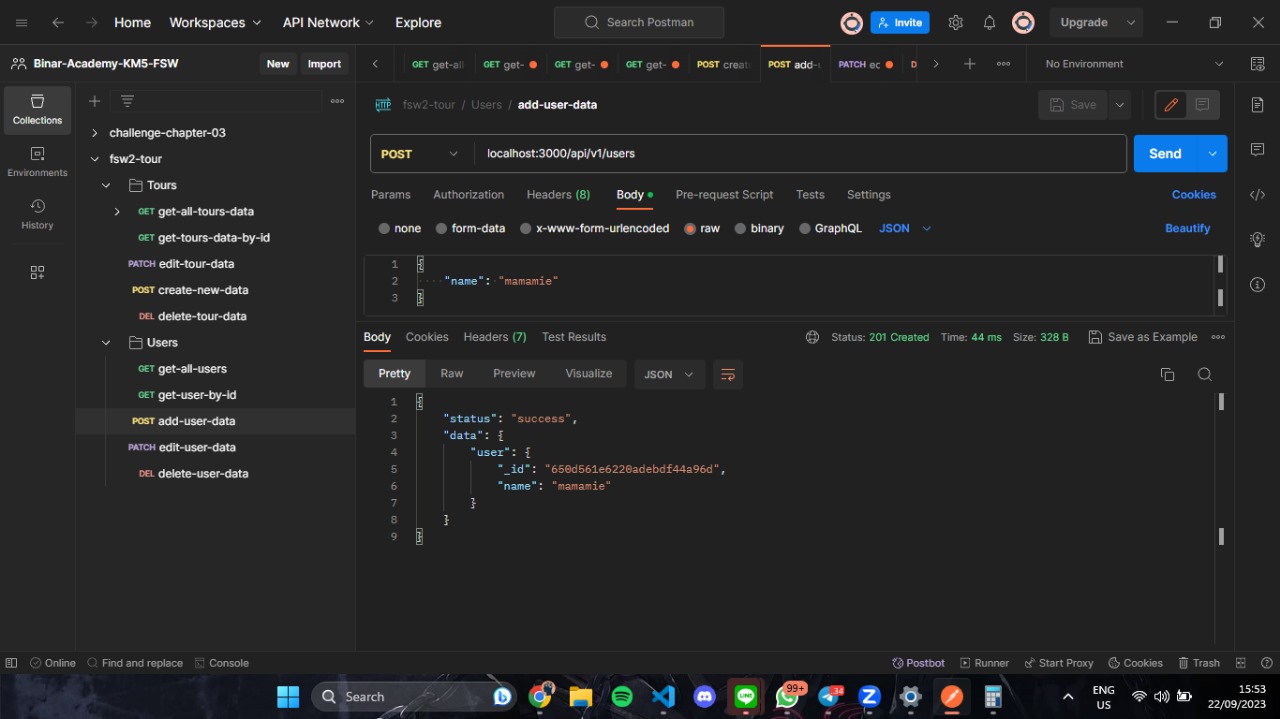 Home Workspaces API Network Explore Search Postman Invite Upgrade
Binar-Academy-KM5-FSW New Import
GET get-all GET get- GET get- GET get- POST create POST add-u PATCH ed D No Environment
Collections
Environments
History
challenge-chapter-03
fsw2-tour
Tours
GET get-all-tours-data
GET get-tours-data-by-id
PATCH edit-tour-data
POST create-new-data
DEL delete-tour-data
Users
GET get-all-users
GET get-user-by-id
POST add-user-data
PATCH edit-user-data
DEL delete-user-data
HTTP fsw2-tour / Users / add-user-data Save
POST localhost:3000/api/v1/users Send
Params Authorization Headers (8) Body Pre-request Script Tests Settings Cookies
none form-data x-www-form-urlencoded raw binary GraphQL JSON Beautify
1 {
2 "name": "mamamie"
3 }
Body Cookies Headers (7) Test Results Status: 201 Created Time: 44 ms Size: 328 B Save as Example
Pretty Raw Preview Visualize JSON
1 {
2 "status": "success",
3 "data": {
4 "user": {
5 "_id": "650d561e6220adebdf44a96d",
6 "name": "mamamie"
7 }
8 }
9 }
Online Find and replace Console Postbot Runner Start Proxy Cookies Trash
Search 99+ 34 ENG US 15:53 22/09/2023